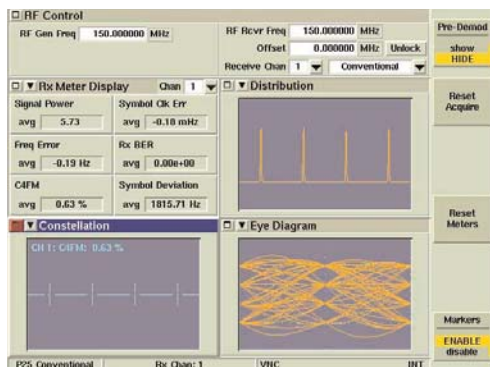 RF Control
RF Gen Freq 150.000000 MHz
RF Rcvr Freq 150.000000 MHz
Offset 0.000000 MHz Unlock
Receive Chan 1 Conventional
Rx Meter Display Chan 1
Signal Power
avg 5.73
Symbol Clk Err
avg -0.18 mHz
Freq Error
avg -0.19 Hz
Rx BER
avg 0.00e+00
C4FM
avg 0.63 %
Symbol Deviation
avg 1815.71 Hz
Distribution
Constellation
CH 1: C4FM: 0.63 %
Eye Diagram
Pre-Demod
show
HIDE
Reset
Acquire
Reset
Meters
Markers
ENABLE
disable
P25 Conventional Rx Chan: 1 VNC INT